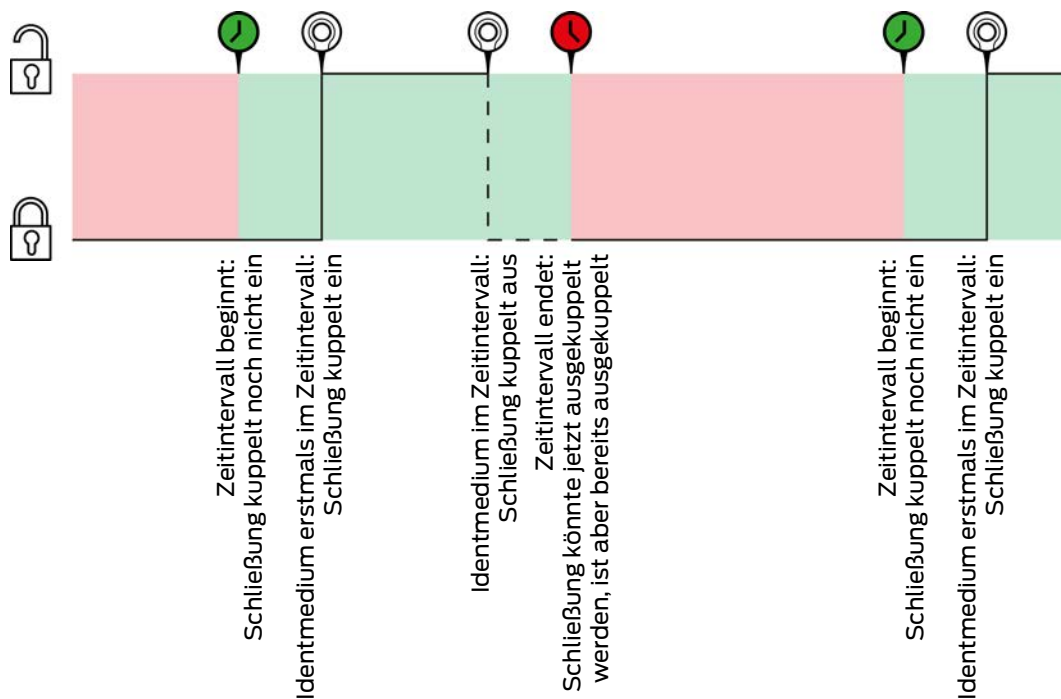 Zeitintervall beginnt:
Schließung kuppelt noch nicht ein
Identmedium erstmals im Zeitintervall:
Schließung kuppelt ein
Identmedium im Zeitintervall:
Schließung kuppelt aus
Zeitintervall endet:
Schließung könnte jetzt ausgekuppelt
werden, ist aber bereits ausgekuppelt
Zeitintervall beginnt:
Schließung kuppelt noch nicht ein
Identmedium erstmals im Zeitintervall:
Schließung kuppelt ein